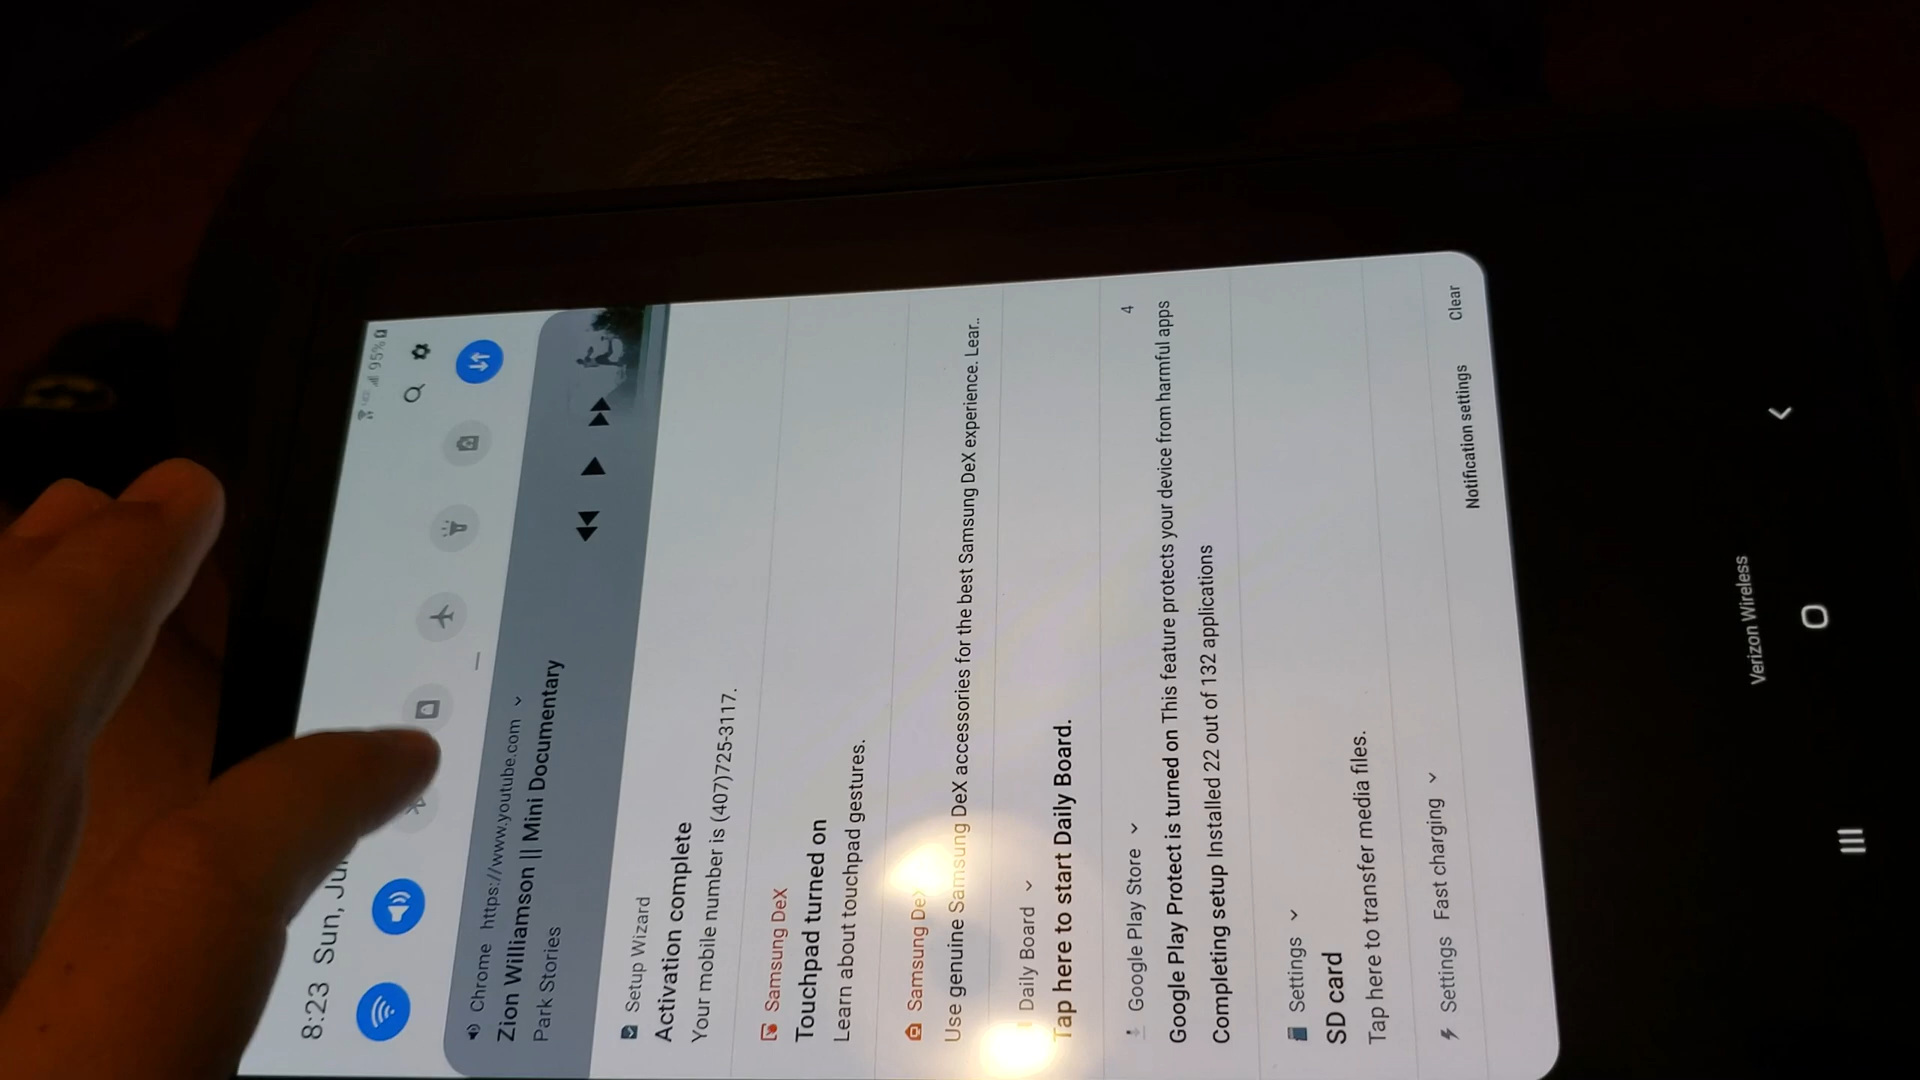 95%
8:23 Sun, Ju
Chrome https://www.youtube.com
Zion Williamson || Mini Documentary
Park Stories
Setup Wizard
Activation complete
Your mobile number is (407)725-3117.
Samsung DeX
Touchpad turned on
Learn about touchpad gestures.
Samsung DeX
Use genuine Samsung DeX accessories for the best Samsung DeX experience. Lear..
Daily Board
Tap here to start Daily Board.
Google Play Store 4
Google Play Protect is turned on This feature protects your device from harmful apps
Completing setup Installed 22 out of 132 applications
Settings
SD card
Tap here to transfer media files.
Settings Fast charging
Notification settings Clear
Verizon Wireless